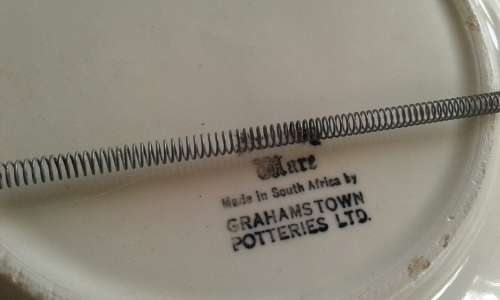 Ware
Made in South Africa by
GRAHAMSTOWN
POTTERIES LTD.